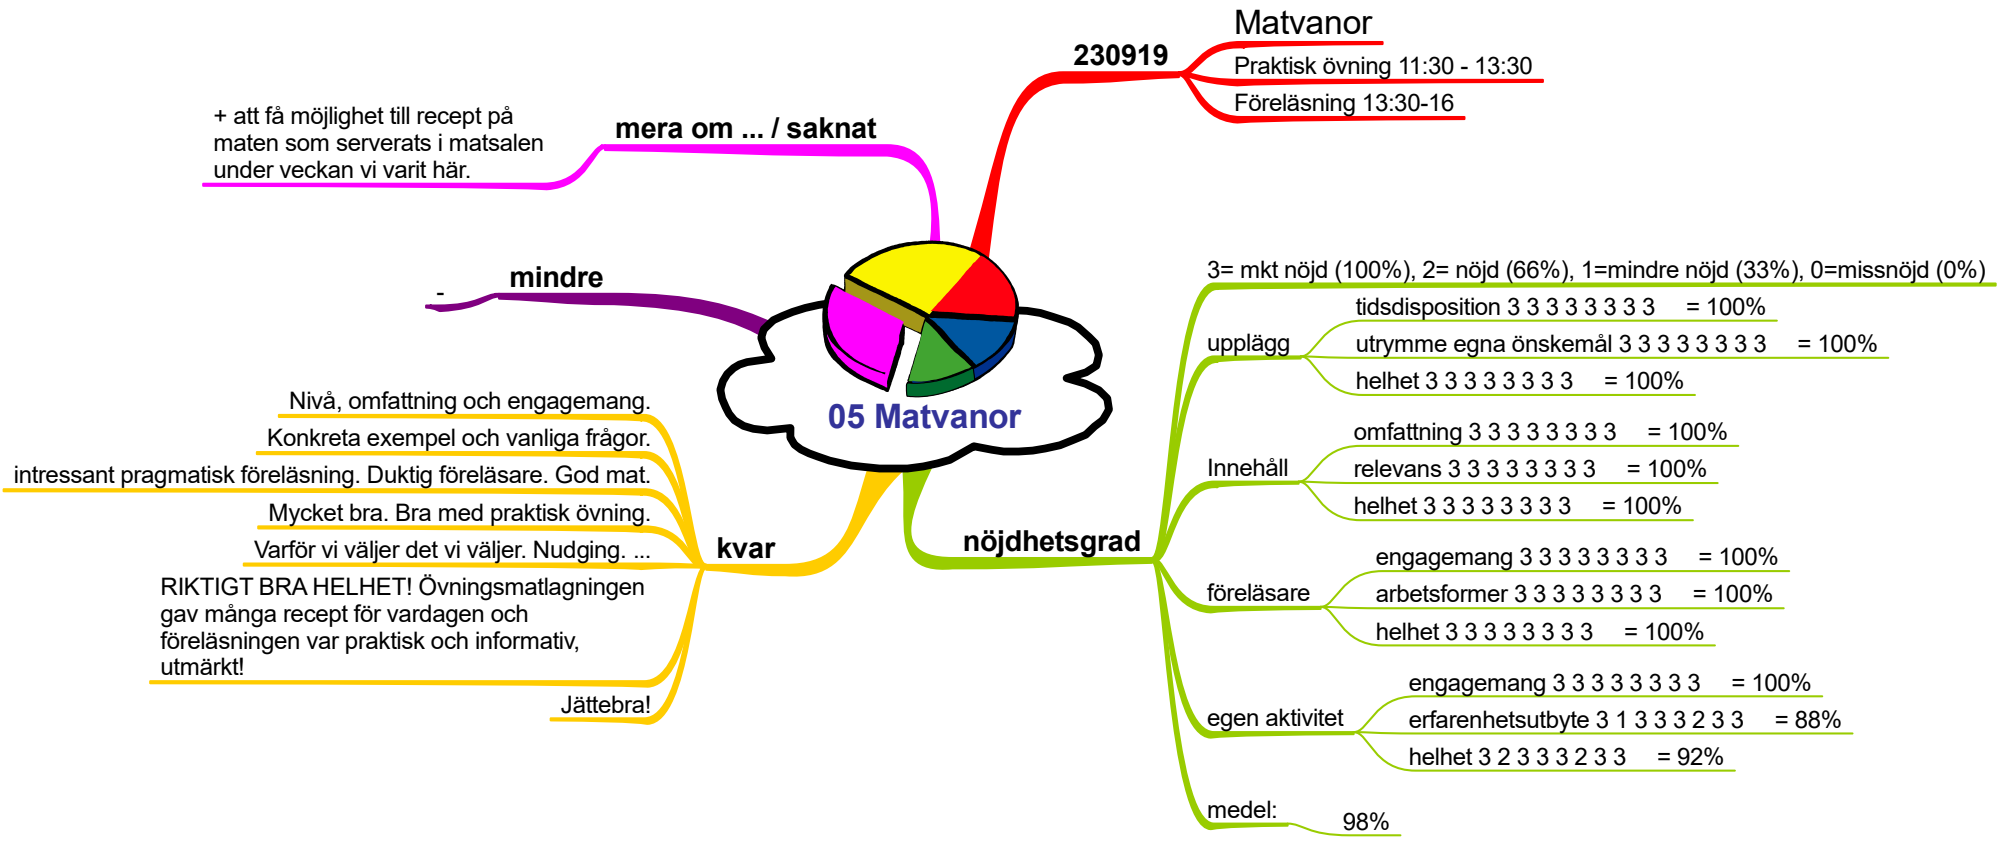 05 Matvanor
230919
Matvanor
Praktisk övning 11:30 - 13:30
Föreläsning 13:30-16
nöjdhetsgrad
3= mkt nöjd (100%), 2= nöjd (66%), 1=mindre nöjd (33%), 0=missnöjd (0%)
upplägg
tidsdisposition 3 3 3 3 3 3 3 3 = 100%
utrymme egna önskemål 3 3 3 3 3 3 3 3 = 100%
helhet 3 3 3 3 3 3 3 3 = 100%
Innehåll
omfattning 3 3 3 3 3 3 3 3 = 100%
relevans 3 3 3 3 3 3 3 3 = 100%
helhet 3 3 3 3 3 3 3 3 = 100%
föreläsare
engagemang 3 3 3 3 3 3 3 3 = 100%
arbetsformer 3 3 3 3 3 3 3 3 = 100%
helhet 3 3 3 3 3 3 3 3 = 100%
egen aktivitet
engagemang 3 3 3 3 3 3 3 3 = 100%
erfarenhetsutbyte 3 1 3 3 3 2 3 3 = 88%
helhet 3 2 3 3 3 2 3 3 = 92%
medel:
98%
kvar
Nivå, omfattning och engagemang.
Konkreta exempel och vanliga frågor.
intressant pragmatisk föreläsning. Duktig föreläsare. God mat.
Mycket bra. Bra med praktisk övning.
Varför vi väljer det vi väljer. Nudging. ...
RIKTIGT BRA HELHET! Övningsmatlagningen
gav många recept för vardagen och
föreläsningen var praktisk och informativ,
utmärkt!
Jättebra!
mindre
-
mera om ... / saknat
+ att få möjlighet till recept på
maten som serverats i matsalen
under veckan vi varit här.